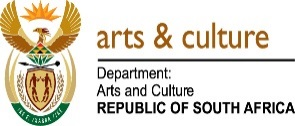 arts & culture
Department:
Arts and Culture
REPUBLIC OF SOUTH AFRICA